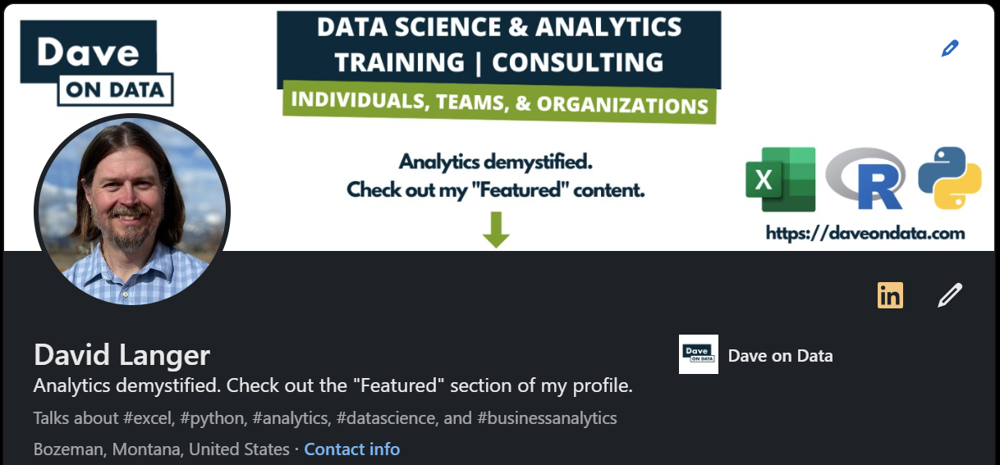 Dave
ON DATA
DATA SCIENCE & ANALYTICS
TRAINING | CONSULTING
INDIVIDUALS, TEAMS, & ORGANIZATIONS
Analytics demystified.
Check out my "Featured" content.
X
R
https://daveondata.com
in
David Langer
Dave
ON DATA
Dave on Data
Analytics demystified. Check out the "Featured" section of my profile.
Talks about #excel, #python, #analytics, #datascience, and #businessanalytics
Bozeman, Montana, United States · Contact info